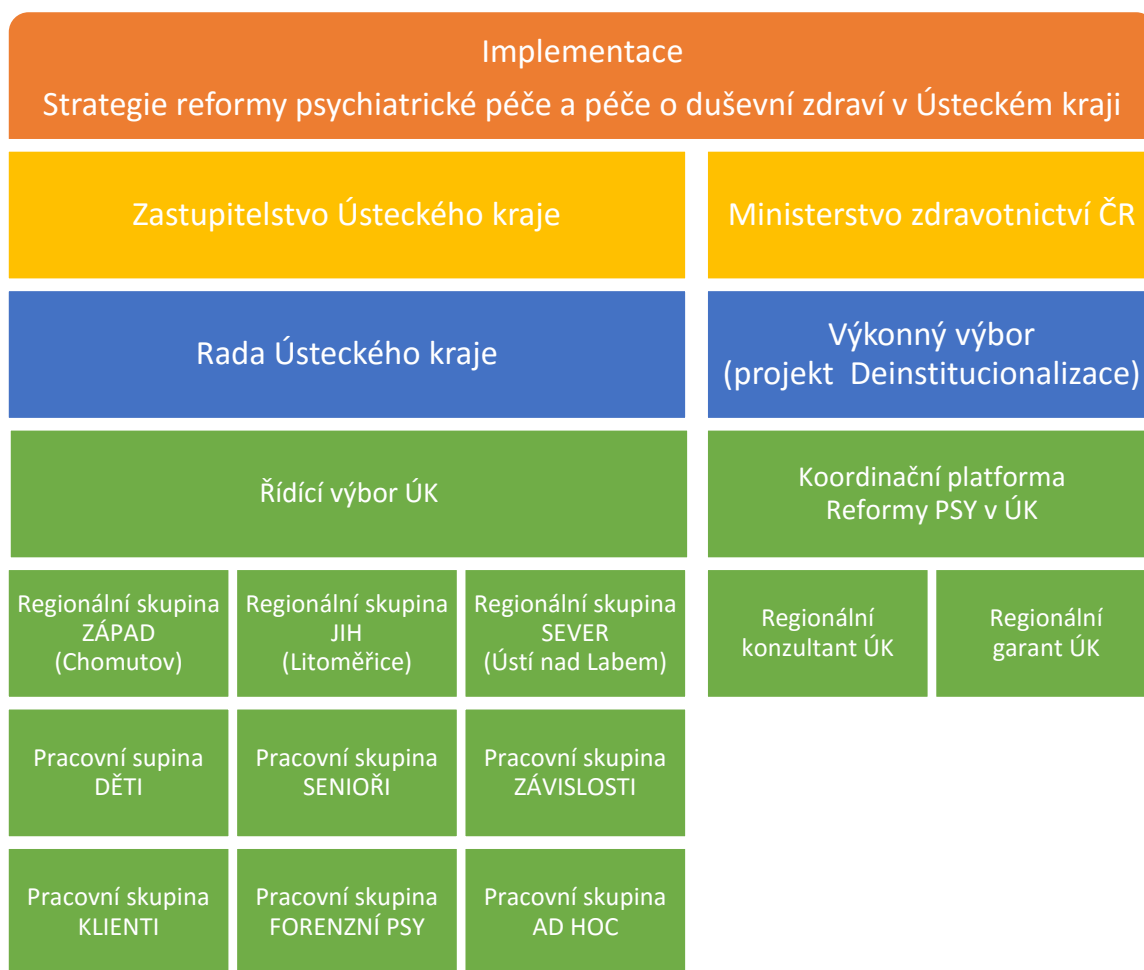 Implementace
Strategie reformy psychiatrické péče a péče o duševní zdraví v Ústeckém kraji
Zastupitelstvo Ústeckého kraje
Ministerstvo zdravotnictví ČR
Rada Ústeckého kraje
Výkonný výbor
(projekt Deinstitucionalizace)
Řídící výbor ÚK
Koordinační platforma
Reformy PSY v ÚK
Regionální skupina
ZÁPAD
(Chomutov)
Regionální skupina
JIH
(Litoměřice)
Regionální skupina
SEVER
(Ústí nad Labem)
Regionální
konzultant ÚK
Regionální
garant ÚK
Pracovní supina
DĚTI
Pracovní skupina
SENIOŘI
Pracovní skupina
ZÁVISLOSTI
Pracovní skupina
KLIENTI
Pracovní skupina
FORENZNÍ PSY
Pracovní skupina
AD HOC